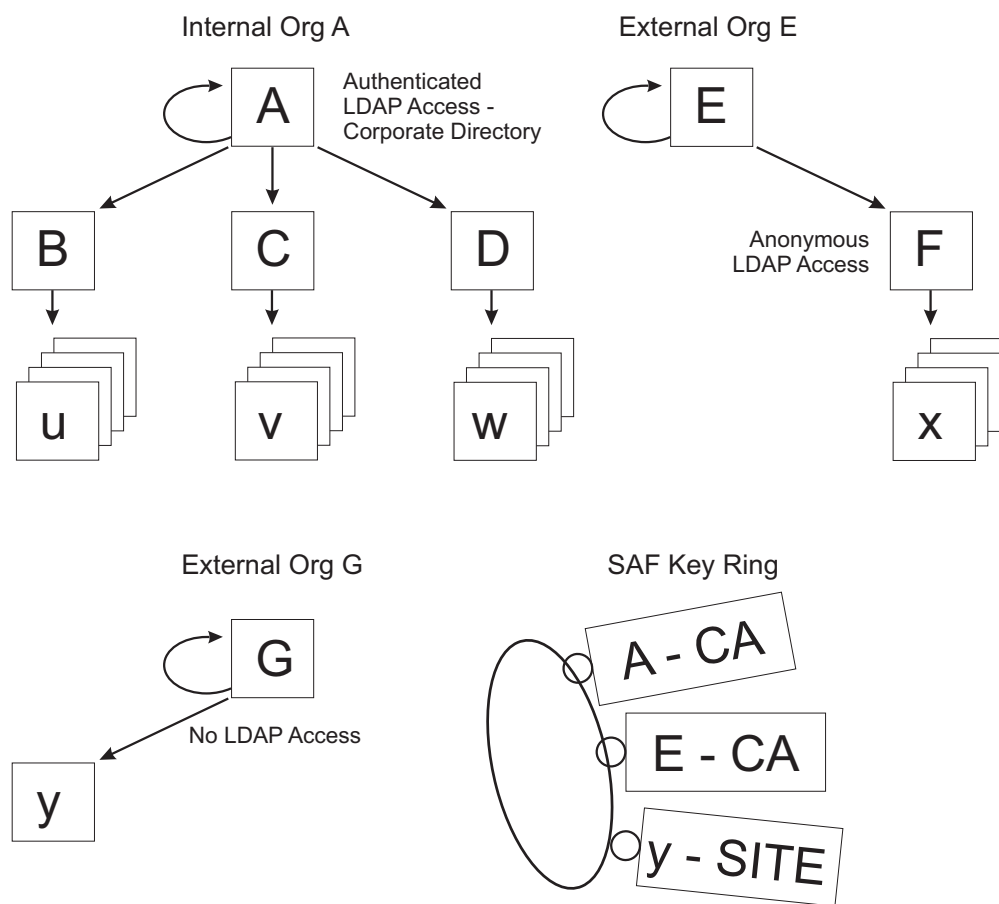 Internal Org A
External Org E
A
Authenticated
LDAP Access -
Corporate Directory
E
B
C
D
Anonymous
LDAP Access
F
u
v
w
x
External Org G
SAF Key Ring
G
No LDAP Access
y
A - CA
E - CA
y - SITE